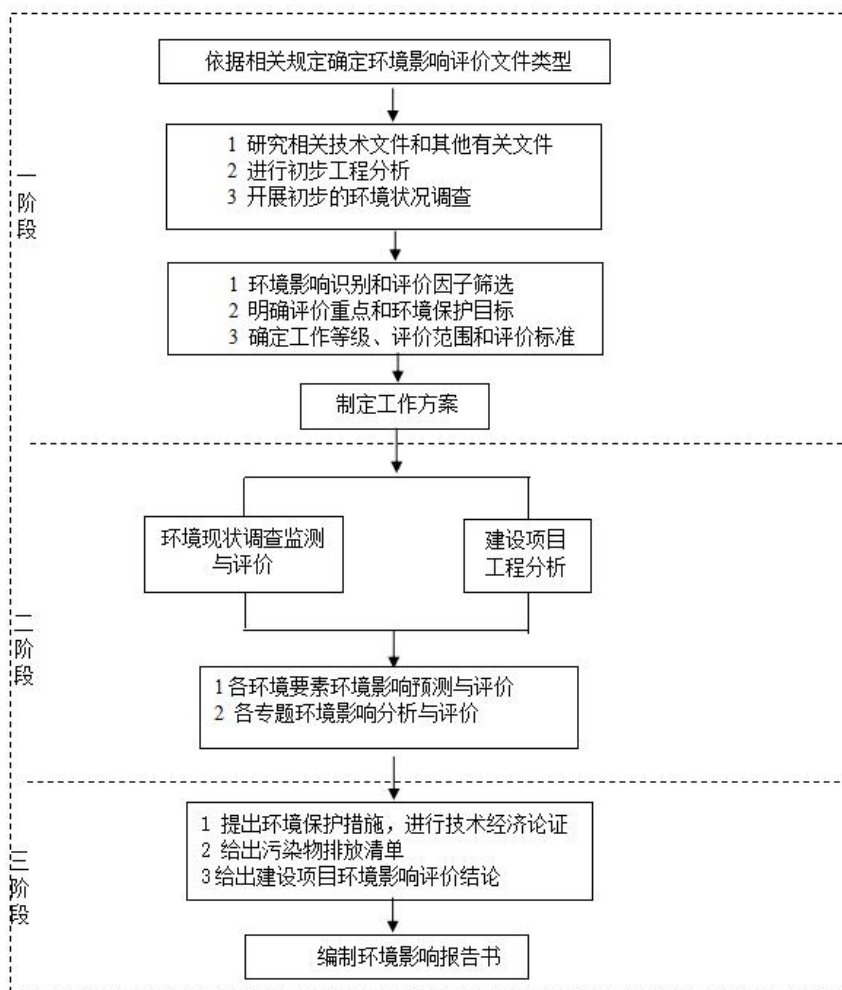 依据相关规定确定环境影响评价文件类型
1 研究相关技术文件和其他有关文件
2 进行初步工程分析
3 开展初步的环境状况调查
一
阶
段
1 环境影响识别和评价因子筛选
2 明确评价重点和环境保护目标
3 确定工作等级、评价范围和评价标准
制定工作方案
环境现状调查监测
与评价
建设项目
工程分析
二
阶
段
1各环境要素环境影响预测与评价
2 各专题环境影响分析与评价
1 提出环境保护措施，进行技术经济论证
2 给出污染物排放清单
3给出建设项目环境影响评价结论
三
阶
段
编制环境影响报告书